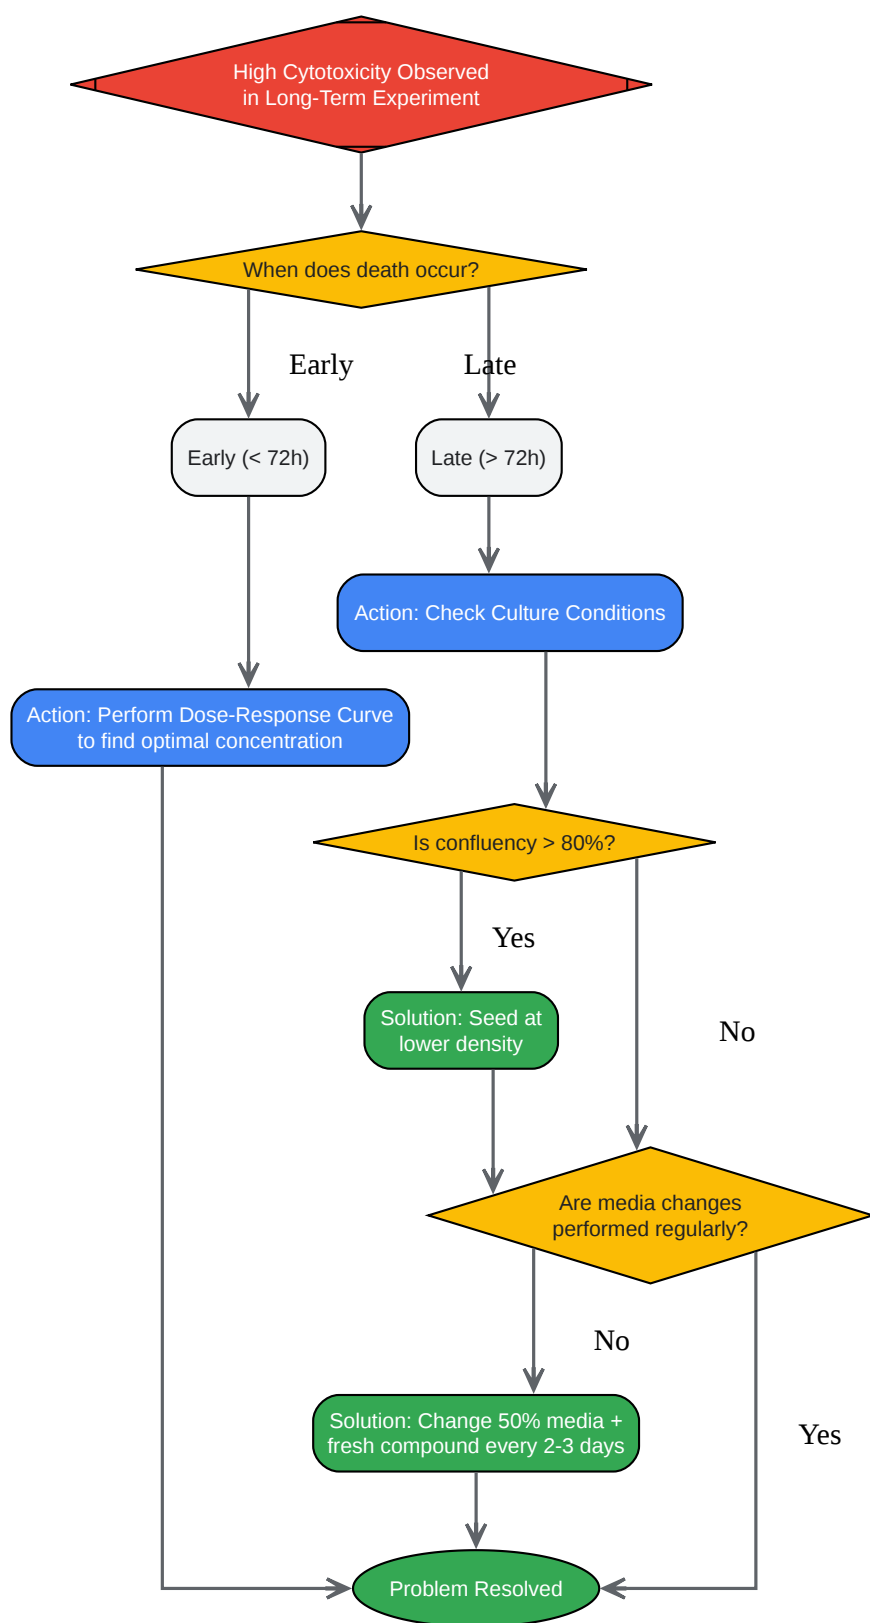 High Cytotoxicity Observed
in Long-Term Experiment
When does death occur?
Early
Late
Early (< 72h)
Late (> 72h)
Action: Check Culture Conditions
Action: Perform Dose-Response Curve
to find optimal concentration
Is confluency > 80%?
Yes
Solution: Seed at
lower density
No
Are media changes
performed regularly?
No
Solution: Change 50% media +
fresh compound every 2-3 days
Yes
Problem Resolved